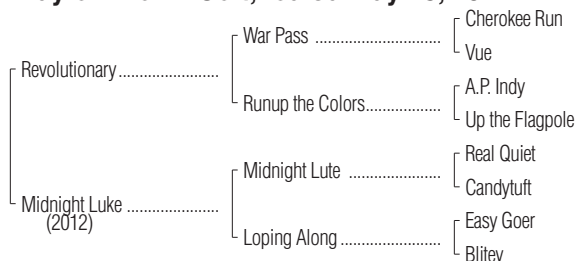 Cherokee Run
War Pass ....................
Vue
Revolutionary ....................
A.P. Indy
Runup the Colors ....................
Up the Flagpole
Real Quiet
Midnight Lute ....................
Candytuft
Midnight Luke ....................
(2012)
Easy Goer
Loping Along ....................
Blitey